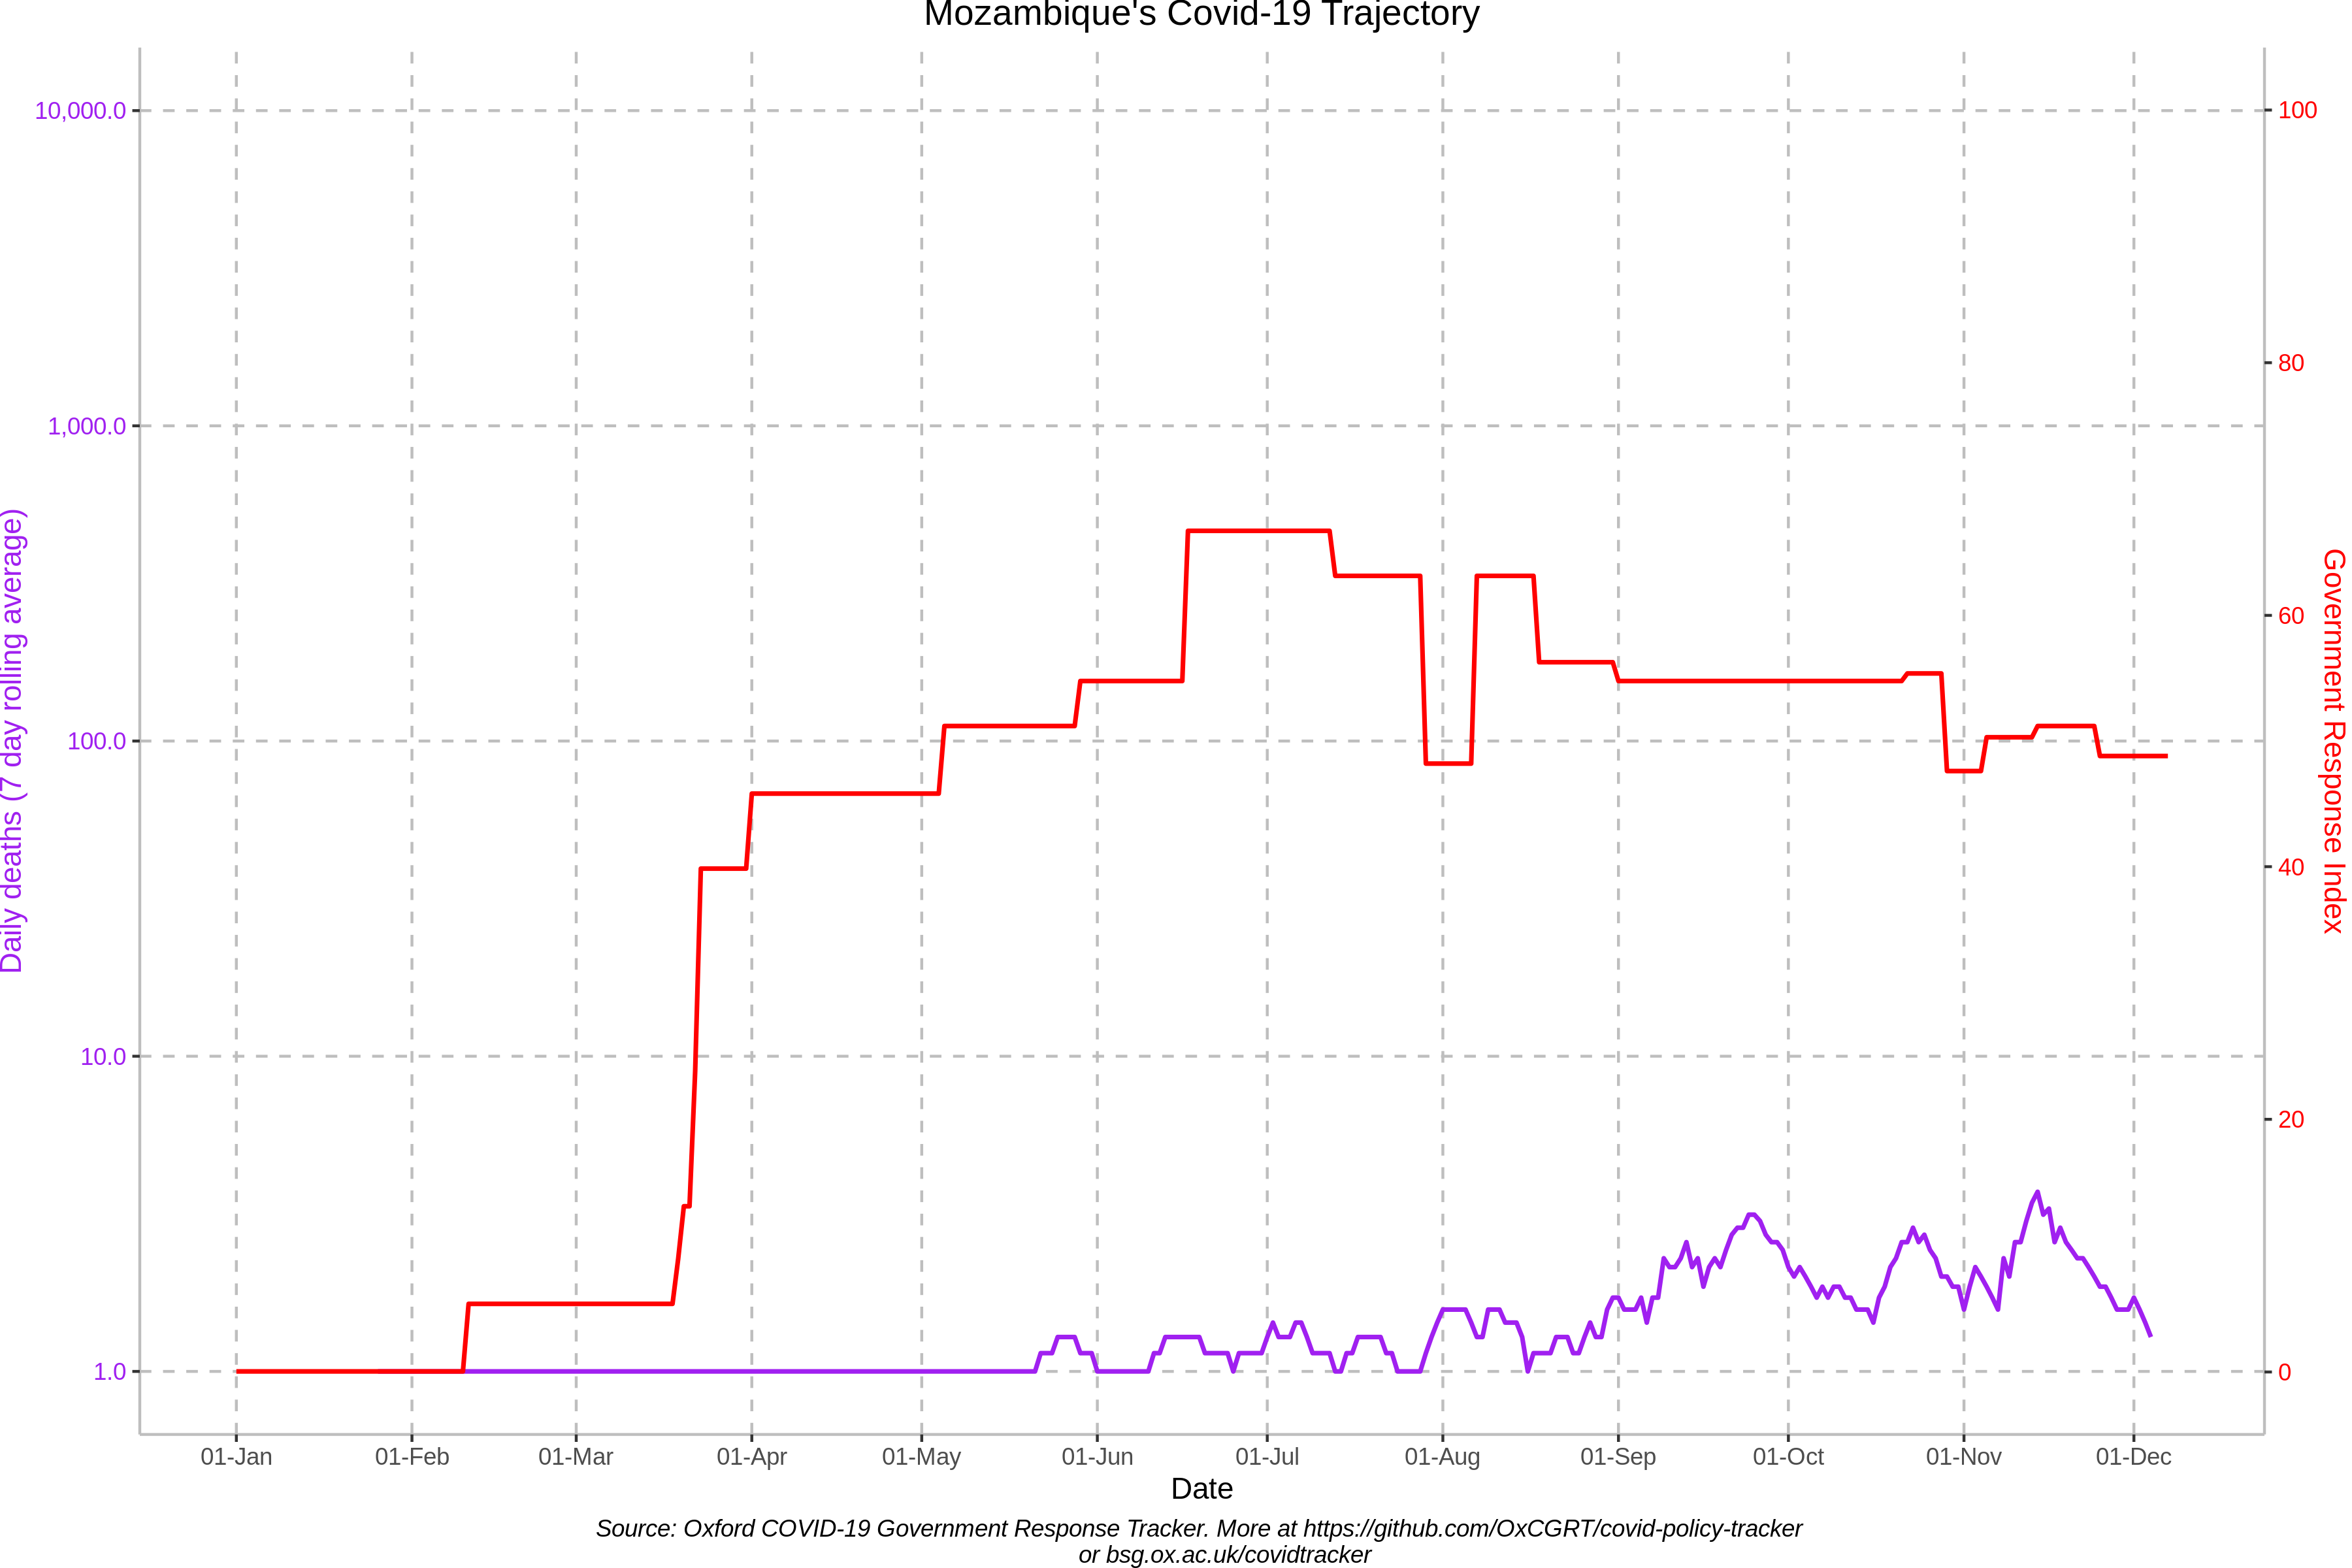 Mozambique's Covid-19 Trajectory
10,000.0
1,000.0
100.0
10.0
1.0
Daily deaths (7 day rolling average)
100
80
60
40
20
0
Government Response Index
01-Jan 01-Feb 01-Mar 01-Apr 01-May 01-Jun 01-Jul 01-Aug 01-Sep 01-Oct 01-Nov 01-Dec
Date
Source: Oxford COVID-19 Government Response Tracker. More at https://github.com/OxCGRT/covid-policy-tracker
or bsg.ox.ac.uk/covidtracker